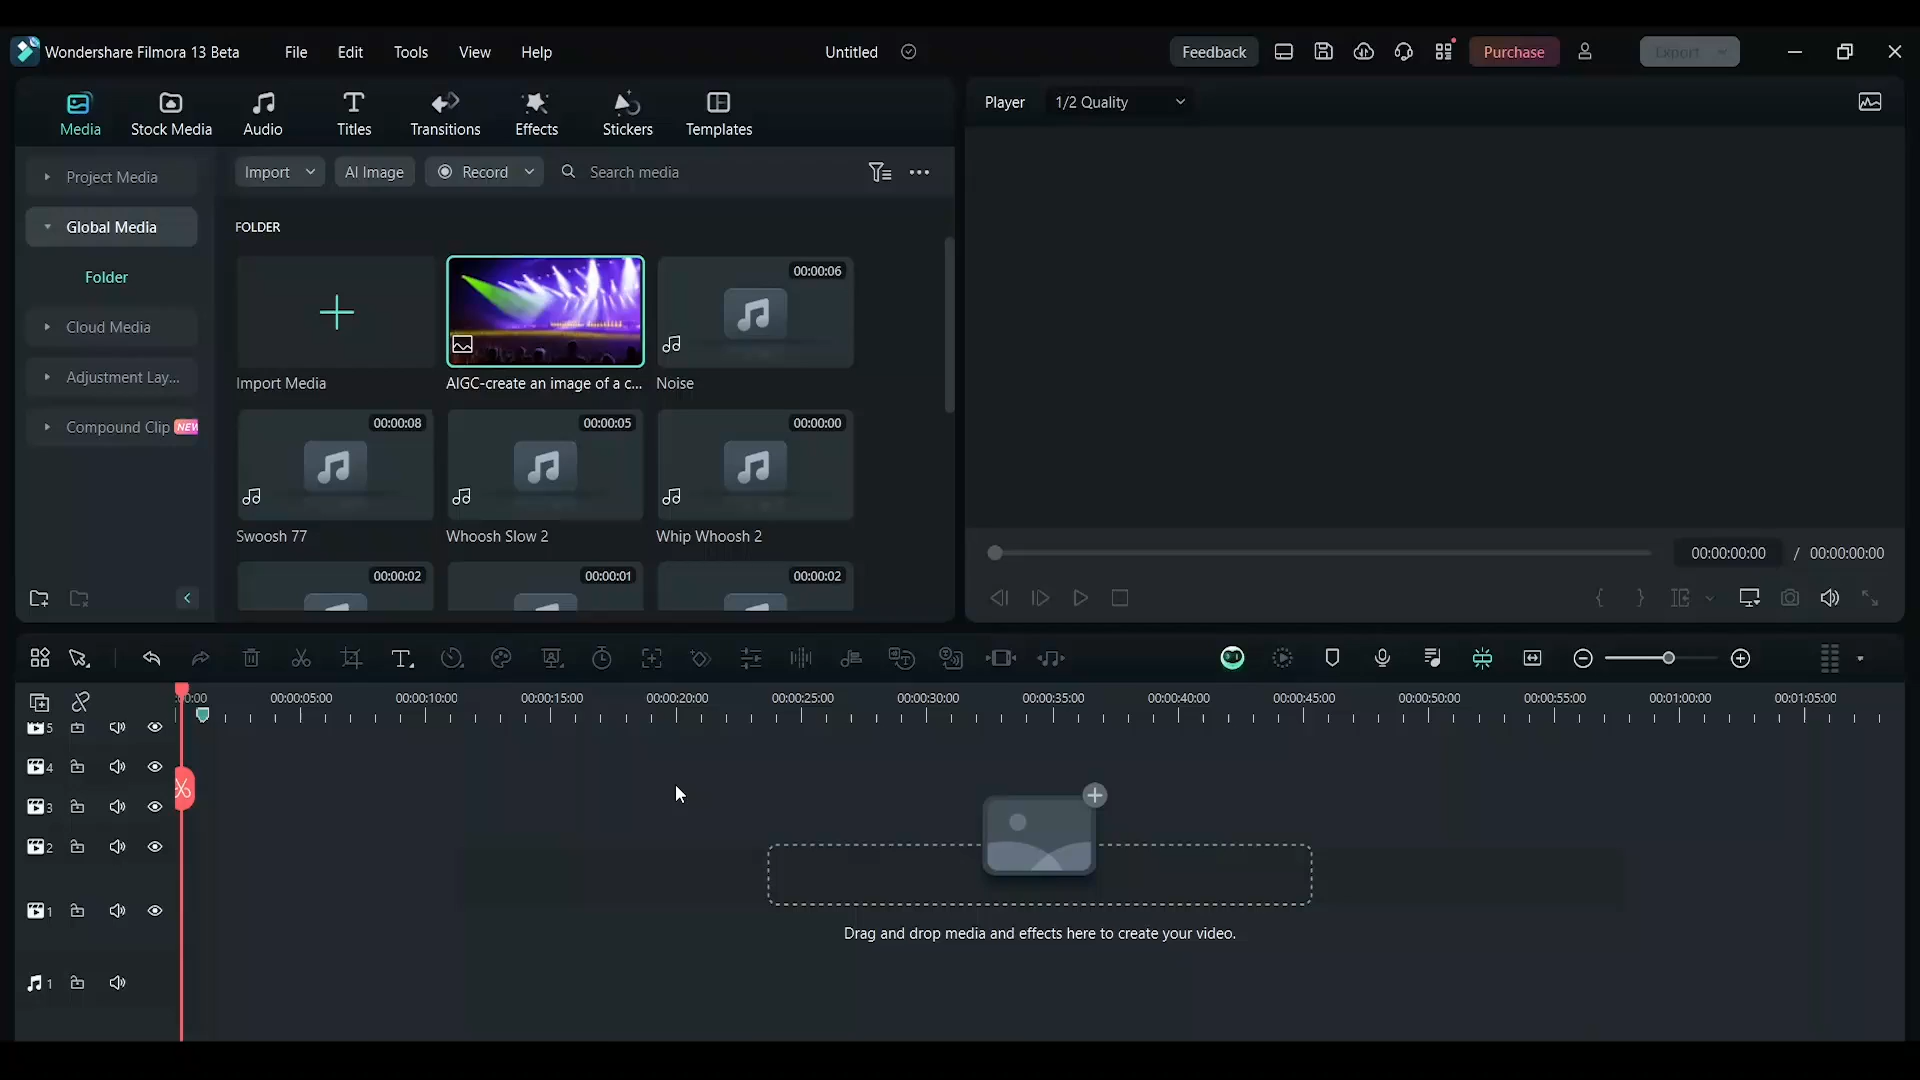 Wondershare Filmora 13 Beta File Edit Tools View Help Untitled Feedback Purchase Export
Media Stock Media Audio Titles Transitions Effects Stickers Templates
Player 1/2 Quality
Project Media
Global Media
Folder
Cloud Media
Adjustment Lay...
Compound Clip NEW
Import AI Image Record Search media
FOLDER
00:00:06
Import Media AIGC-create an image of a c... Noise
00:00:08 00:00:05 00:00:00
Swoosh 77 Whoosh Slow 2 Whip Whoosh 2
00:00:02 00:00:01 00:00:02
00:00:00:00 / 00:00:00:00
:00:00 00:00:05:00 00:00:10:00 00:00:15:00 00:00:20:00 00:00:25:00 00:00:30:00 00:00:35:00 00:00:40:00 00:00:45:00 00:00:50:00 00:00:55:00 00:01:00:00 00:01:05:00
5
4
3
2
1
Drag and drop media and effects here to create your video.
1